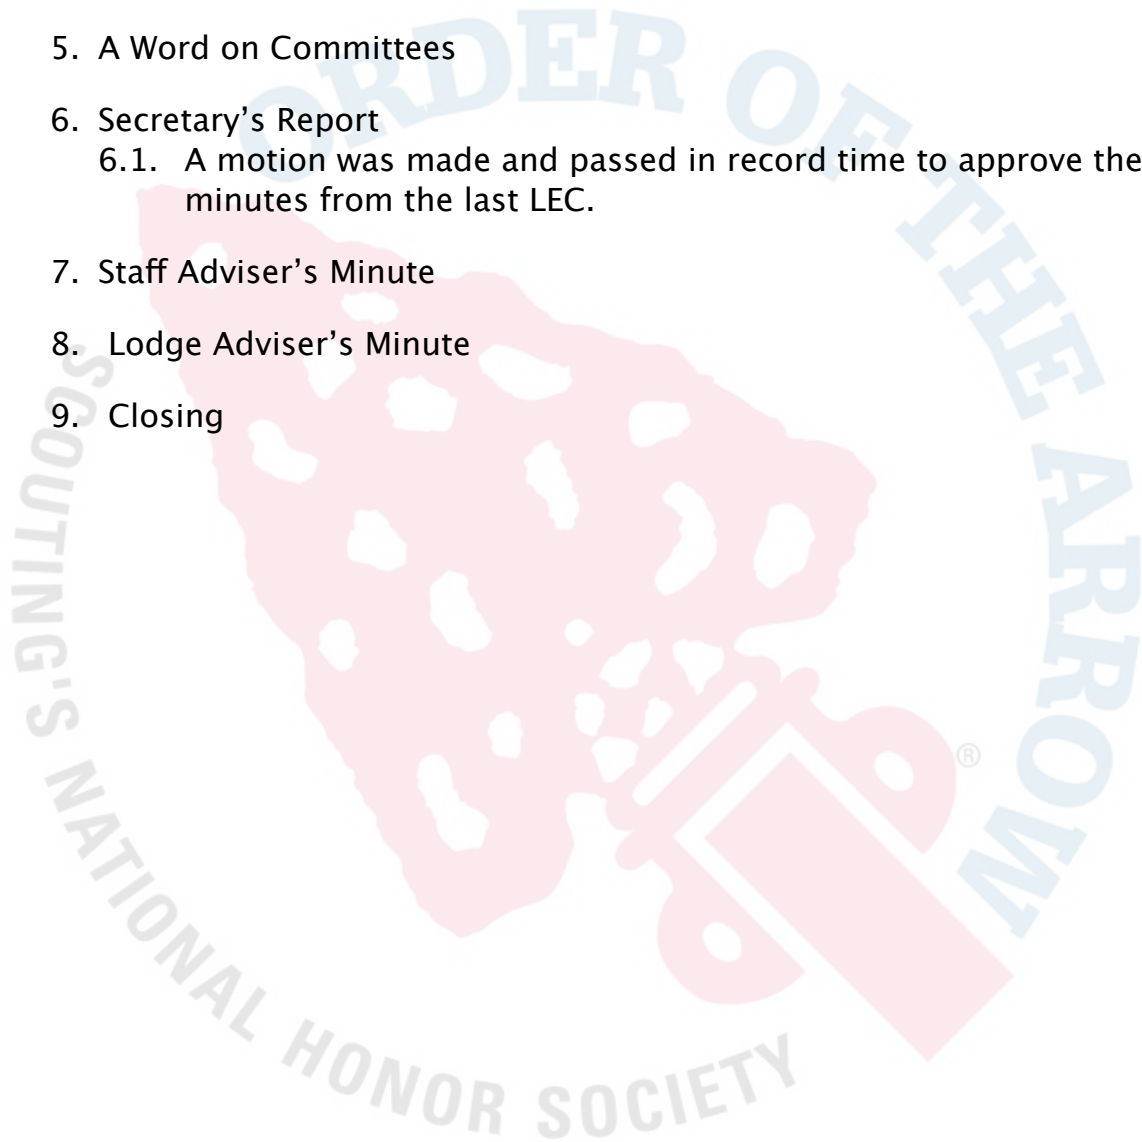 5. A Word on Committees
6. Secretary’s Report
6.1. A motion was made and passed in record time to approve the
minutes from the last LEC.
7. Staff Adviser’s Minute
8. Lodge Adviser’s Minute
9. Closing
ORDER OF THE ARROW
SCOUTING'S NATIONAL HONOR SOCIETY
®